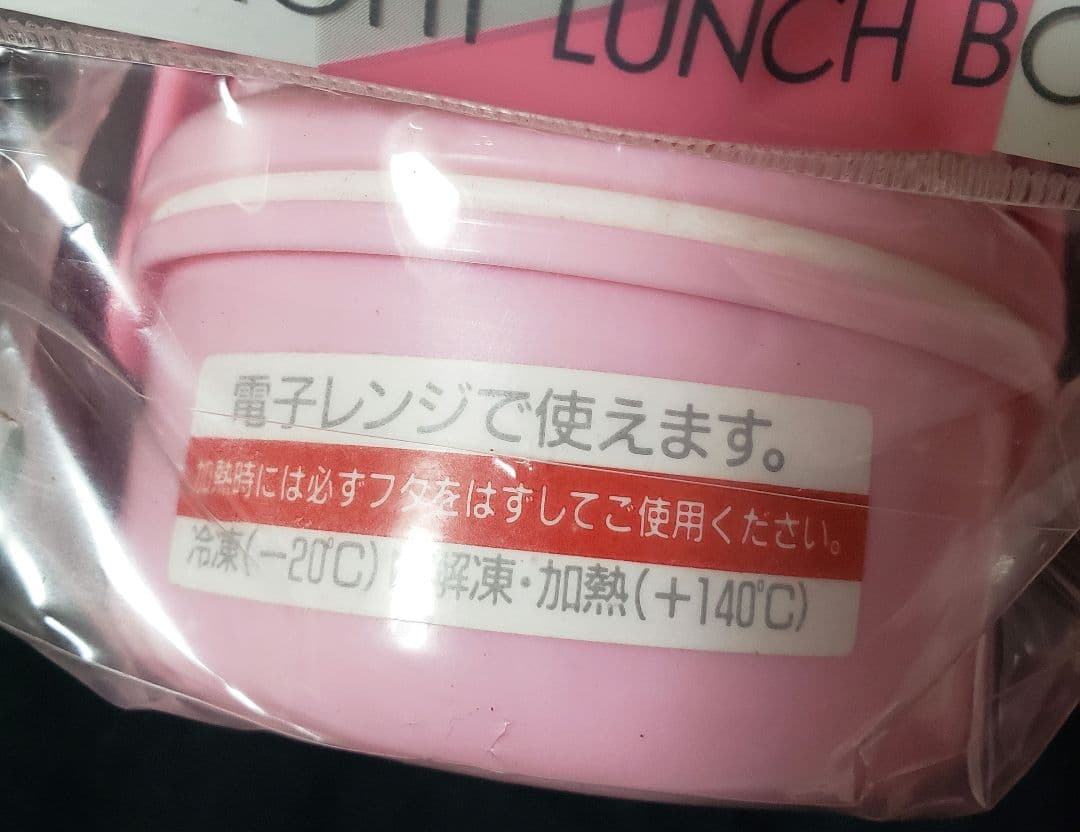 LUNCH BO
電子レンジで使えます。
加熱時には必ずフタをはずしてご使用ください。
冷凍(−20℃) 解凍・加熱(+140℃)